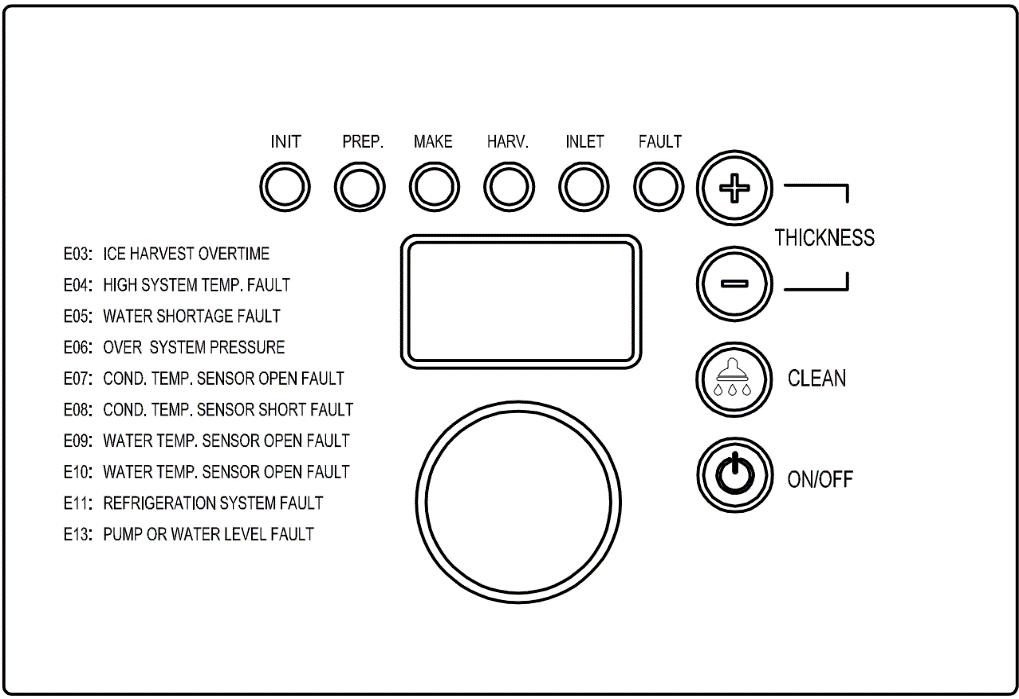 INIT PREP. MAKE HARV. INLET FAULT
THICKNESS
E03: ICE HARVEST OVERTIME
E04: HIGH SYSTEM TEMP. FAULT
E05: WATER SHORTAGE FAULT
E06: OVER SYSTEM PRESSURE
E07: COND. TEMP. SENSOR OPEN FAULT
E08: COND. TEMP. SENSOR SHORT FAULT
E09: WATER TEMP. SENSOR OPEN FAULT
E10: WATER TEMP. SENSOR OPEN FAULT
E11: REFRIGERATION SYSTEM FAULT
E13: PUMP OR WATER LEVEL FAULT
CLEAN
ON/OFF